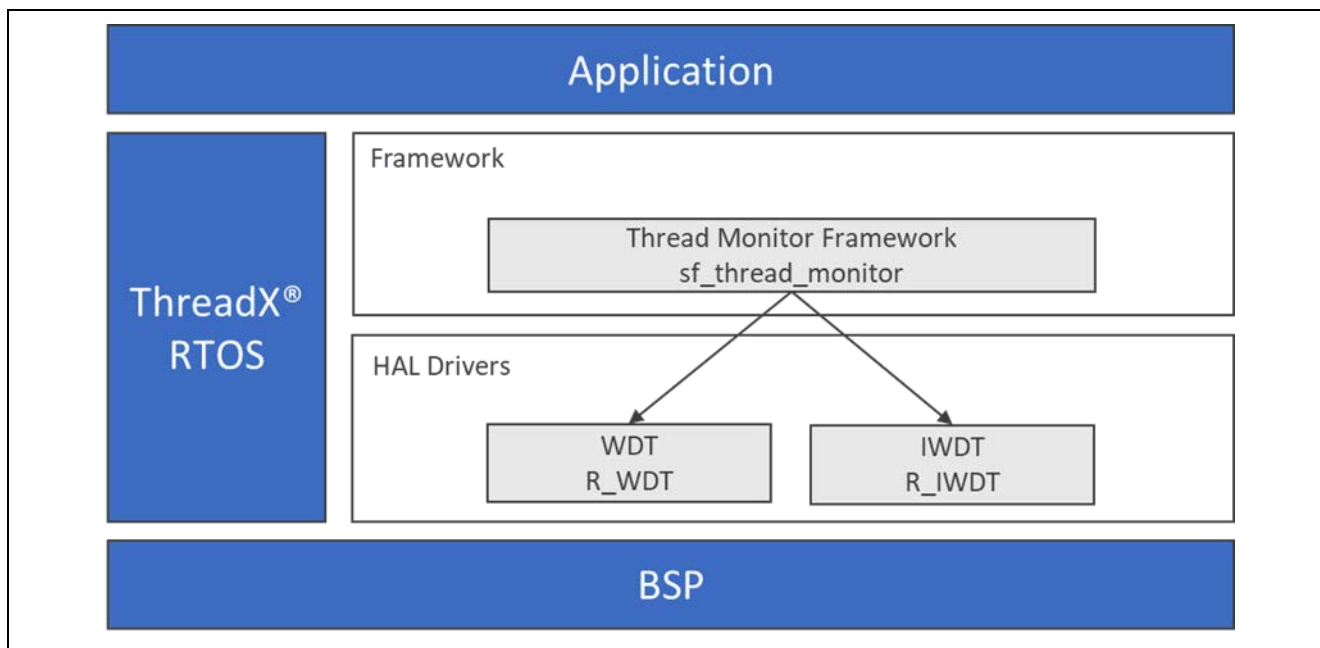 Application
ThreadX®
RTOS
Framework
Thread Monitor Framework
sf_thread_monitor
HAL Drivers
WDT
R_WDT
IWDT
R_IWDT
BSP